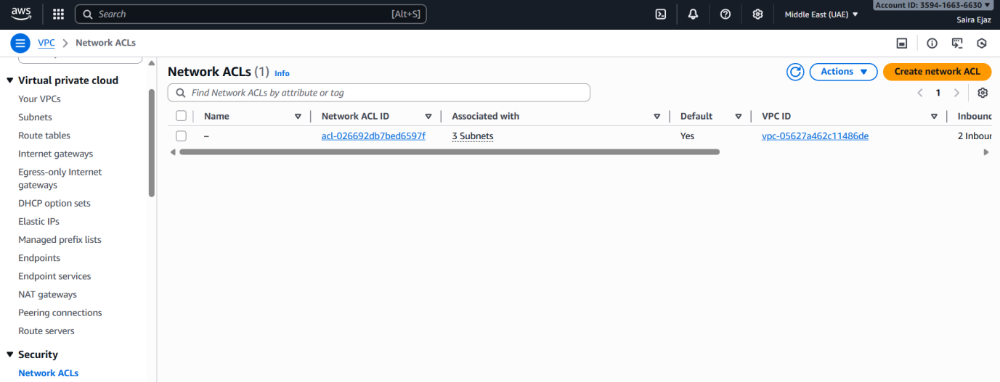 aws
Search [Alt+S]
Middle East (UAE)
Account ID: 3594-1663-6630
Saira Ejaz
VPC
Network ACLs
Virtual private cloud
Your VPCs
Subnets
Route tables
Internet gateways
Egress-only Internet
gateways
DHCP option sets
Elastic IPs
Managed prefix lists
Endpoints
Endpoint services
NAT gateways
Peering connections
Route servers
Security
Network ACLs
Network ACLs (1) Info
Actions
Create network ACL
Find Network ACLs by attribute or tag
1
Name Network ACL ID Associated with Default VPC ID Inbound
– acl-026692db7bed6597f 3 Subnets Yes vpc-05627a462c11486de 2 Inbour